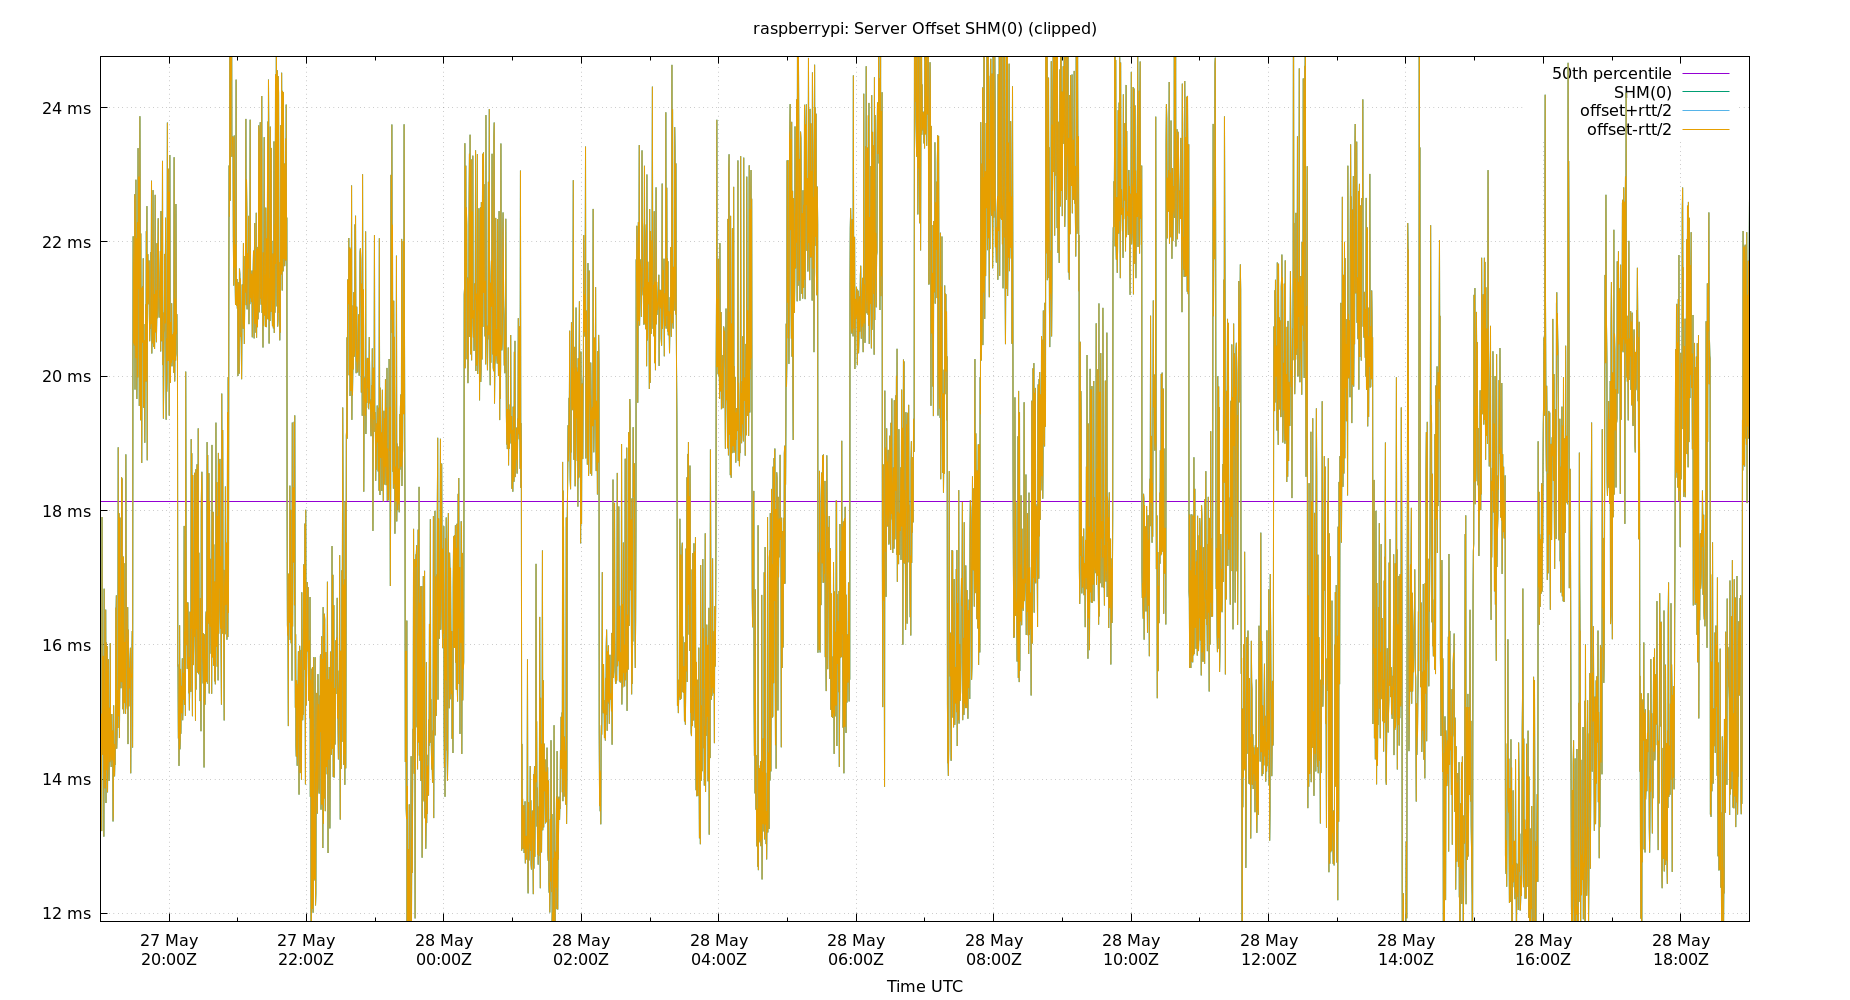 raspberrypi: Server Offset SHM(0) (clipped)
50th percentile
SHM(0)
offset+rtt/2
offset-rtt/2
24 ms
22 ms
20 ms
18 ms
16 ms
14 ms
12 ms
27 May 27 May 28 May 28 May 28 May 28 May 28 May 28 May 28 May 28 May 28 May 28 May
20:00Z 22:00Z 00:00Z 02:00Z 04:00Z 06:00Z 08:00Z 10:00Z 12:00Z 14:00Z 16:00Z 18:00Z
Time UTC